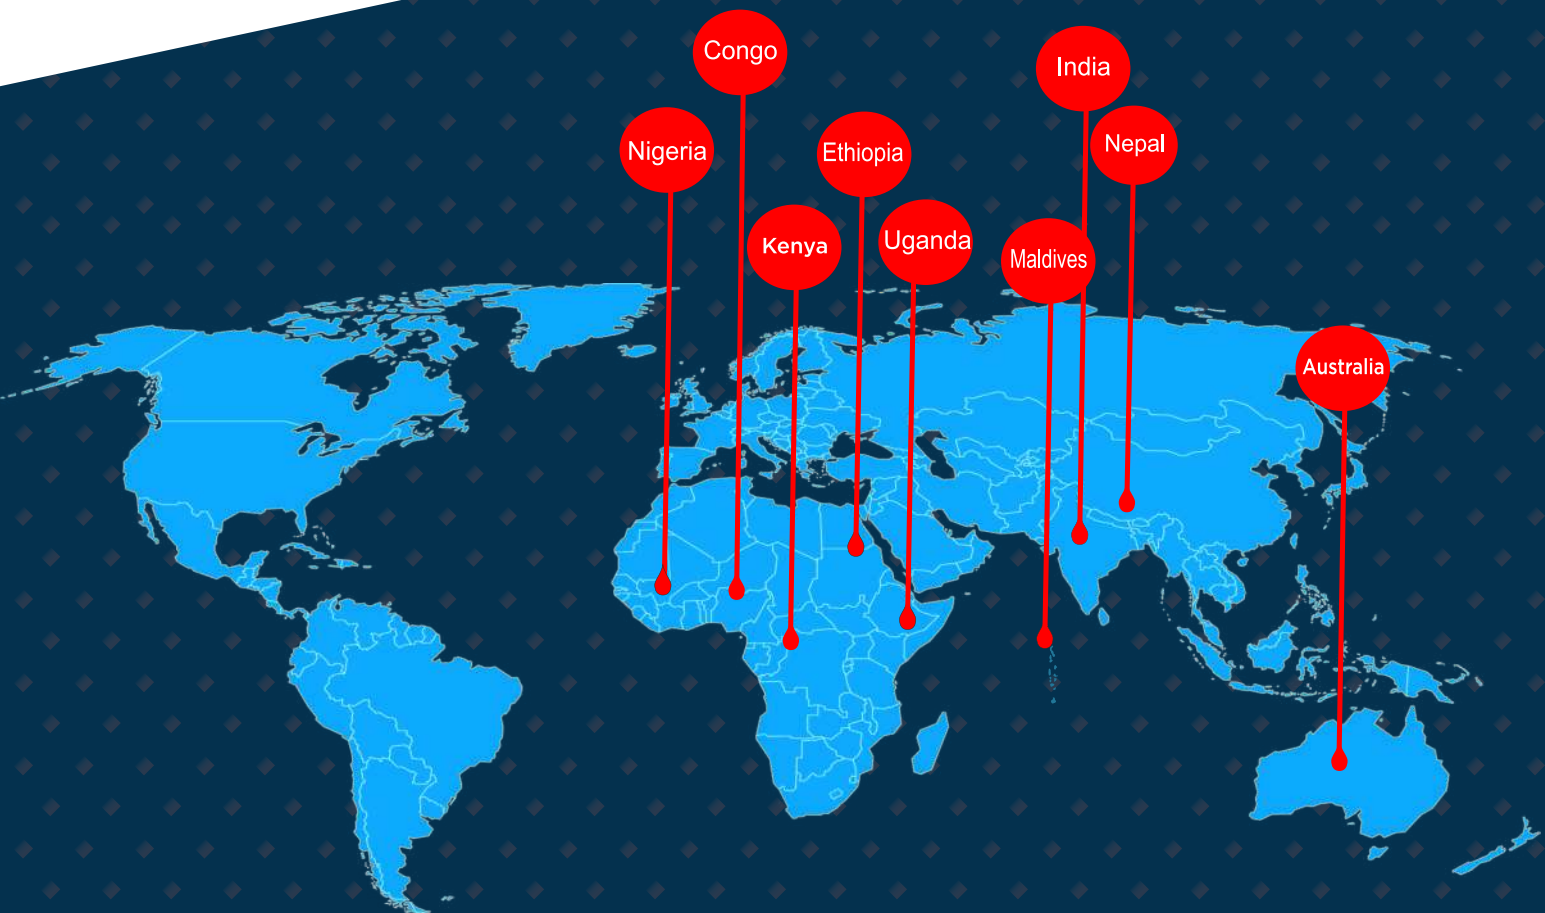 Congo
India
Nigeria
Ethiopia
Nepal
Kenya
Uganda
Maldives
Australia